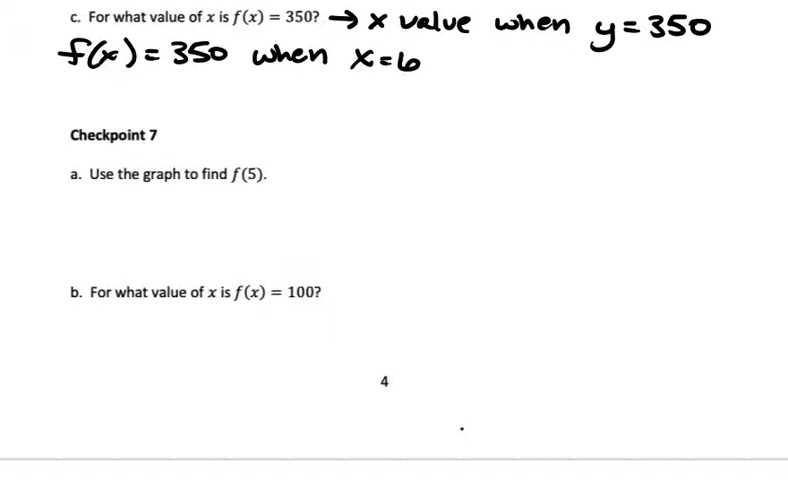 c. For what value of x is f(x) = 350? → x value when y = 350
f(x) = 350 when x = 6
Checkpoint 7
a. Use the graph to find f(5).
b. For what value of x is f(x) = 100?
4